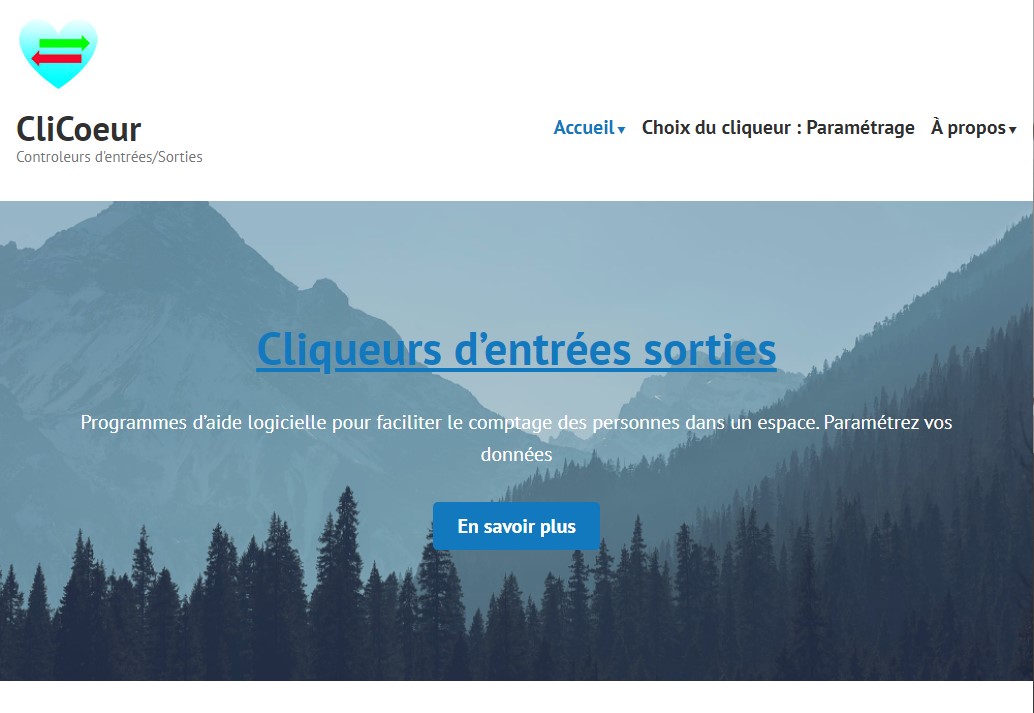 CliCoeur
Controleurs d'entrées/Sorties
Accueil▾ Choix du cliqueur : Paramétrage À propos▾
Cliqueurs d’entrées sorties
Programmes d’aide logicielle pour faciliter le comptage des personnes dans un espace. Paramétrez vos
données
En savoir plus